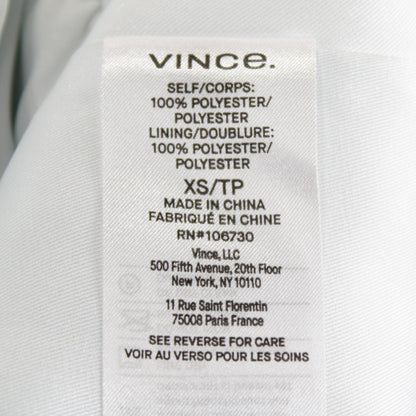 VINCE.
SELF/CORPS:
100% POLYESTER/
POLYESTER
LINING/DOUBLURE:
100% POLYESTER/
POLYESTER
XS/TP
MADE IN CHINA
FABRIQUÉ EN CHINE
RN#106730
Vince, LLC
500 Fifth Avenue, 20th Floor
New York, NY 10110
11 Rue Saint Florentin
75008 Paris France
SEE REVERSE FOR CARE
VOIR AU VERSO POUR LES SOINS